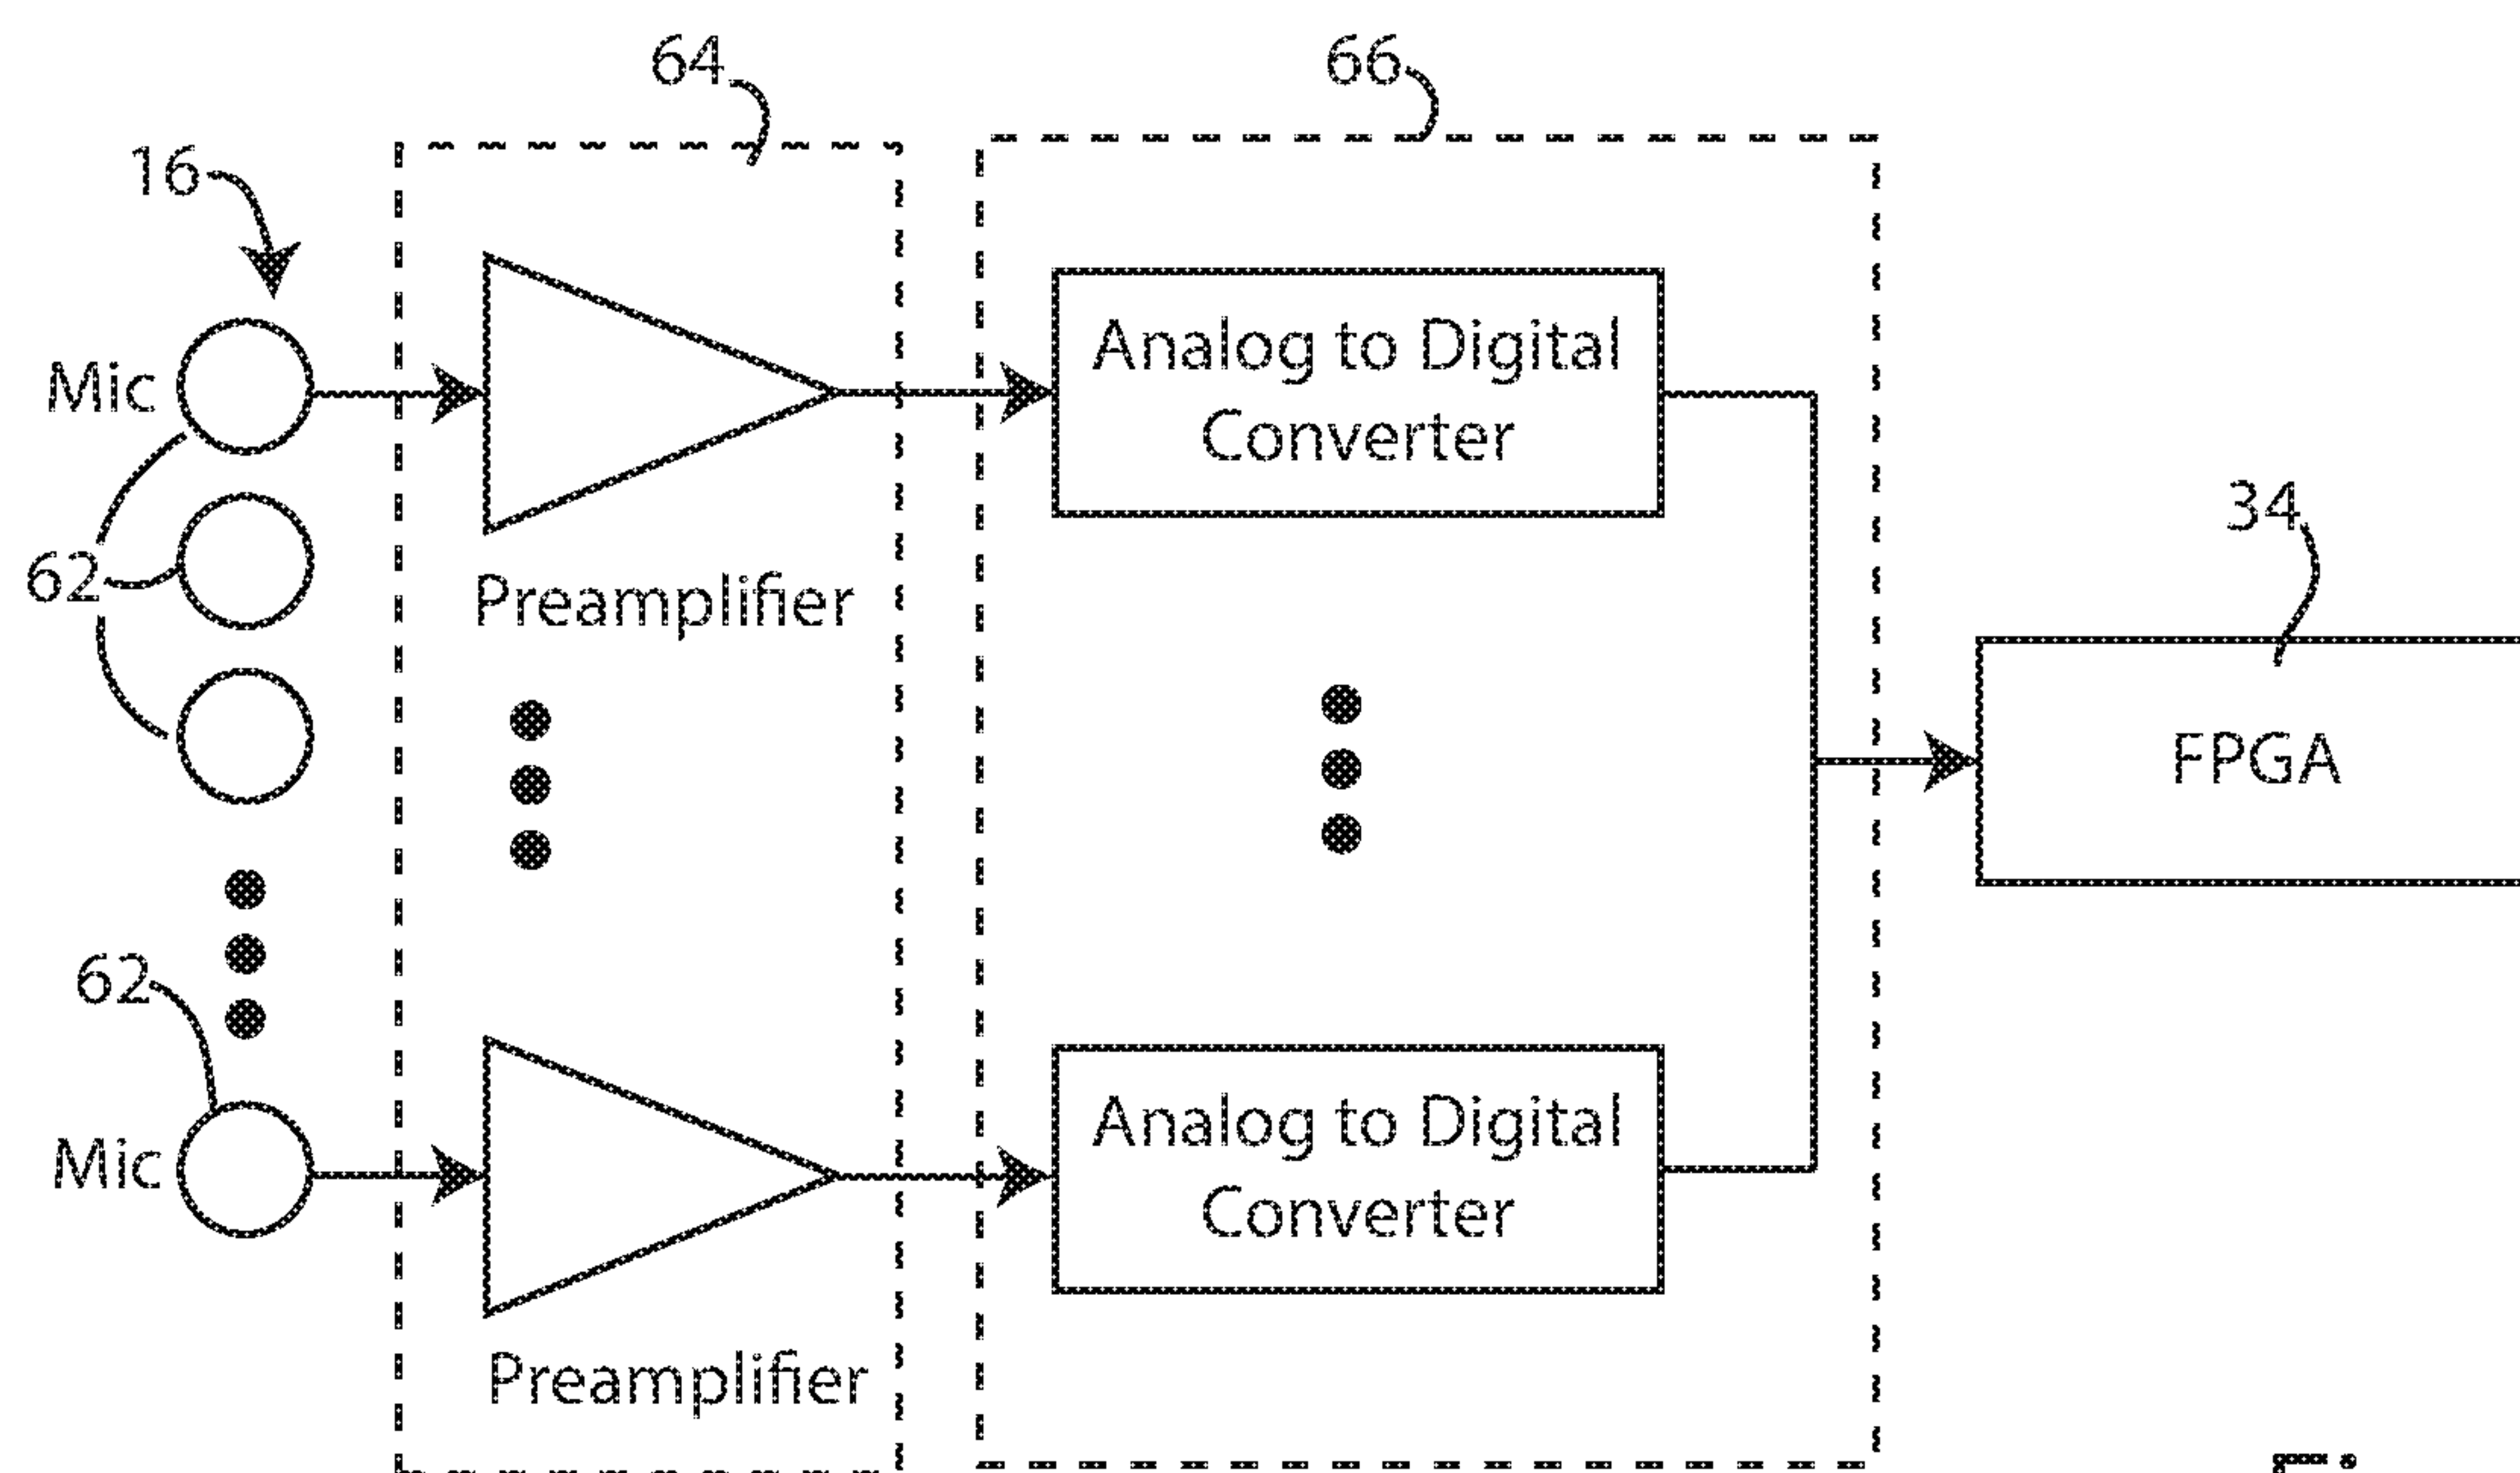 64
66
16
Mic
Analog to Digital
Converter
34
62
Preampliﬁer
FPGA
62
Mic
Analog to Digital
Converter
Preampliﬁer